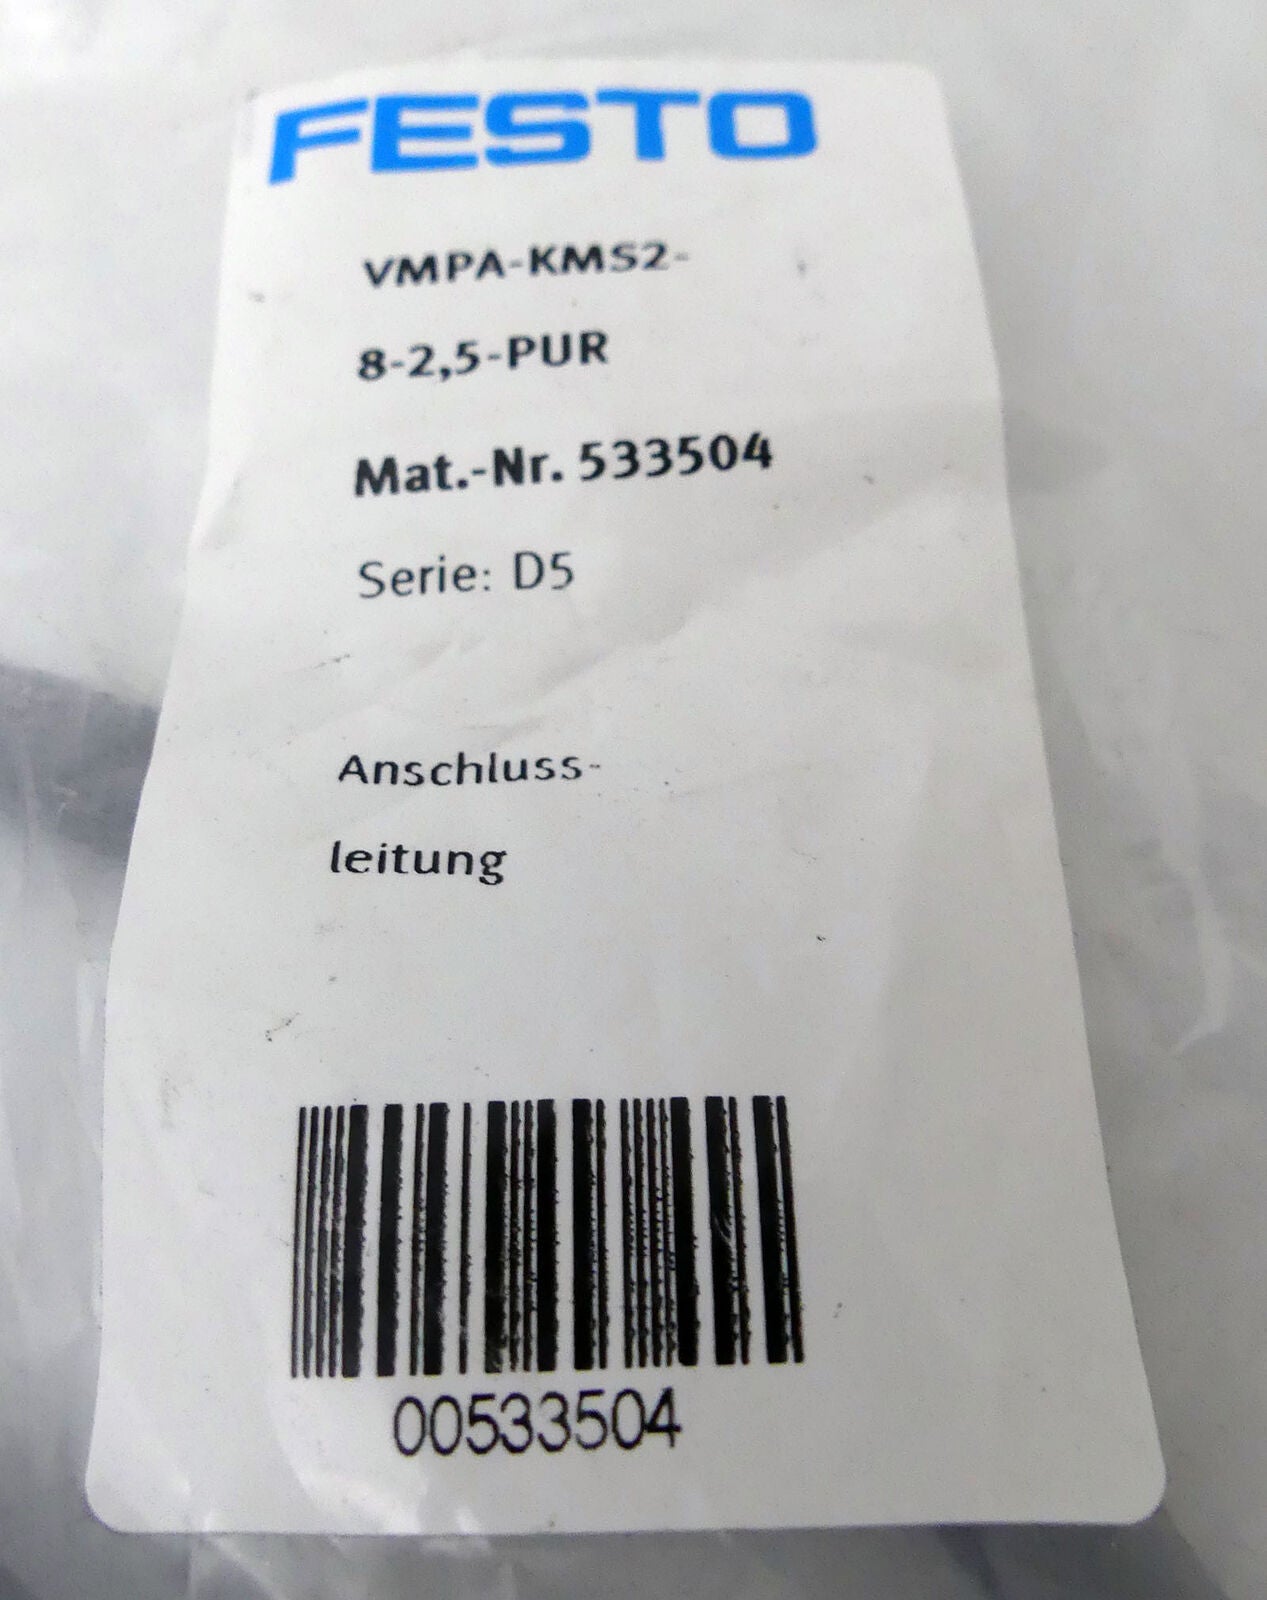 FESTO
VMPA-KMS2-
8-2,5-PUR
Mat.-Nr. 533504
Serie: D5
Anschluss-
leitung
00533504